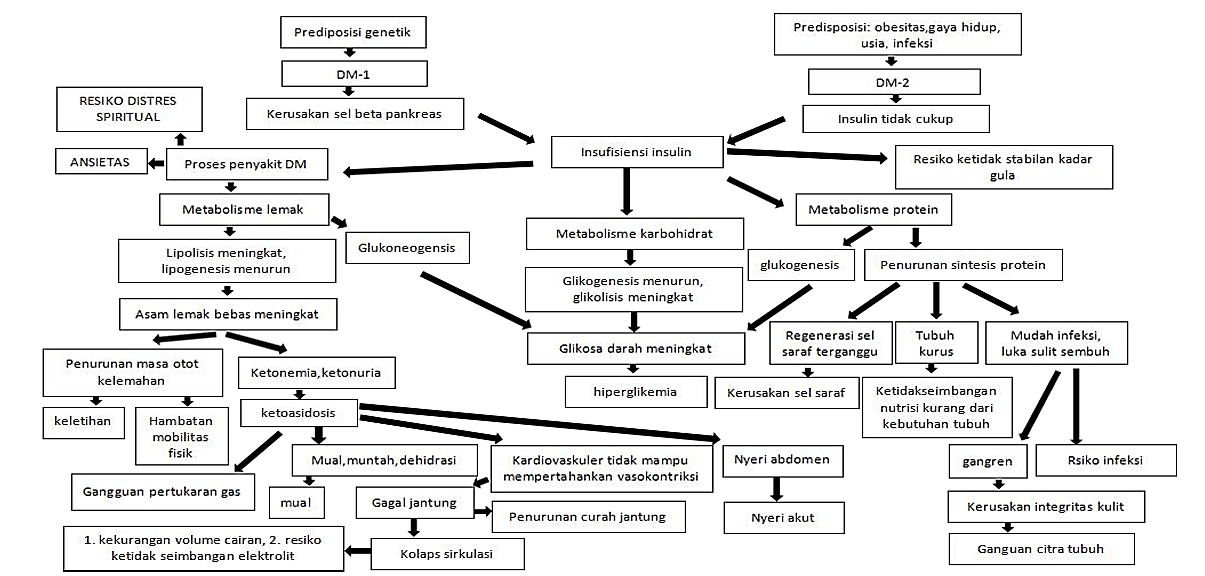 Prediposisi genetik
Predisposisi: obesitas,gaya hidup,
usia, infeksi
DM-1
DM-2
RESIKO DISTRES
SPIRITUAL
Kerusakan sel beta pankreas
Insulin tidak cukup
ANSIETAS
Proses penyakit DM
Insufisiensi insulin
Resiko ketidak stabilan kadar
gula
Metabolisme lemak
Metabolisme protein
Metabolisme karbohidrat
Glukoneogensis
Lipolisis meningkat,
lipogenesis menurun
glukogenesis
Penurunan sintesis protein
Glikogenesis menurun,
glikolisis meningkat
Asam lemak bebas meningkat
Glikosa darah meningkat
Regenerasi sel
saraf terganggu
Tubuh
kurus
Mudah infeksi,
luka sulit sembuh
Penurunan masa otot
kelemahan
Ketonemia,ketonuria
hiperglikemia
Kerusakan sel saraf
Ketidakseimbangan
nutrisi kurang dari
kebutuhan tubuh
keletihan
Hambatan
mobilitas
fisik
ketoasidosis
Mual,muntah,dehidrasi
Kardiovaskuler tidak mampu
mempertahankan vasokontriksi
Nyeri abdomen
gangren
Rsiko infeksi
Gangguan pertukaran gas
mual
Gagal jantung
Penurunan curah jantung
Nyeri akut
Kerusakan integritas kulit
1. kekurangan volume cairan, 2. resiko
ketidak seimbangan elektrolit
Kolaps sirkulasi
Ganguan citra tubuh